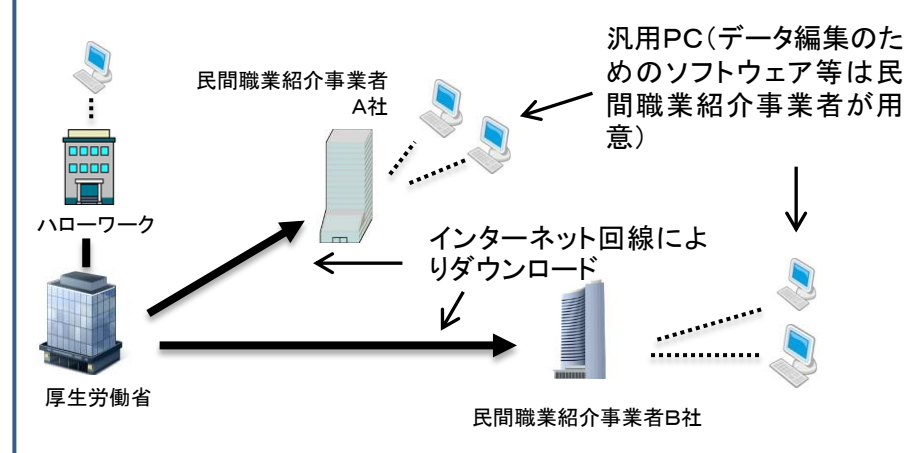 汎用PC(データ編集のた
めのソフトウェア等は民
間職業紹介事業者が用
意)
民間職業紹介事業者
A社
ハローワーク
インターネット回線によ
りダウンロード
厚生労働省
民間職業紹介事業者B社